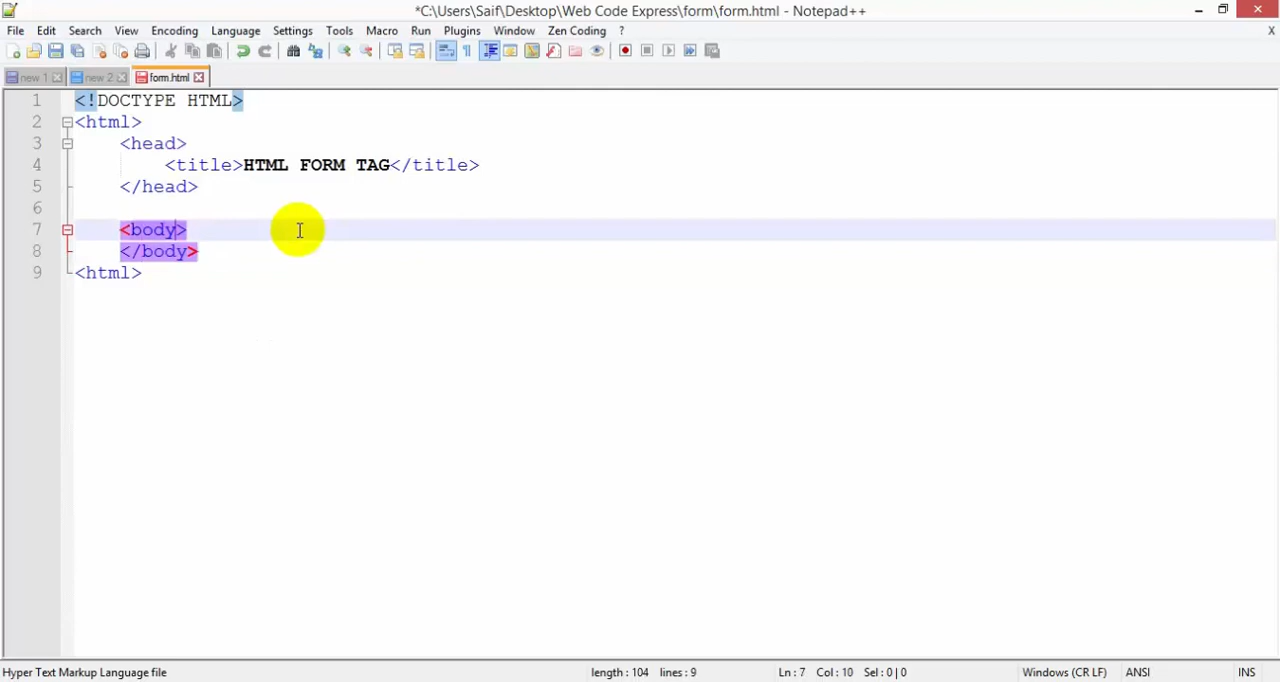 *C:\Users\Saif\Desktop\Web Code Express\form\form.html - Notepad++
File Edit Search View Encoding Language Settings Tools Macro Run Plugins Window Zen Coding ? X
new 1 new 2 form.html
1 <!DOCTYPE HTML>
2 <html>
3 <head>
4 <title>HTML FORM TAG</title>
5 </head>
6
7 <body>
8 </body>
9 <html>
Hyper Text Markup Language file length : 104 lines : 9 Ln : 7 Col : 10 Sel : 0 | 0 Windows (CR LF) ANSI INS